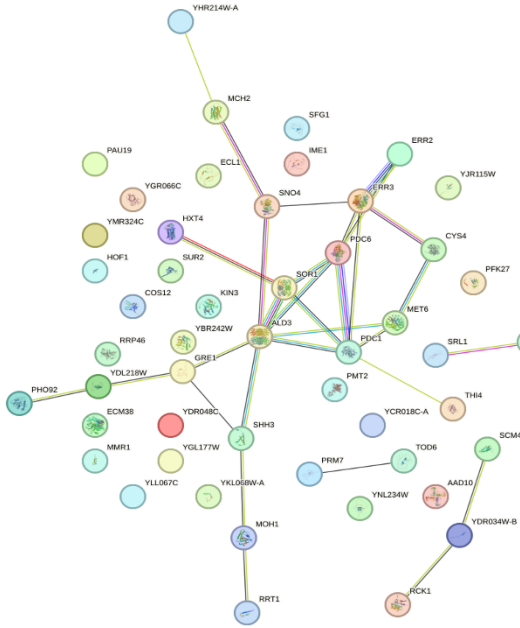 YHR214W-A
MCH2
SFG1
ERR2
PAU19
ECL1
IME1
YJR115W
YGR066C
SNO4
ERR3
YMR324C
HXT4
PDC6
CYS4
HOF1
SUR2
SOR1
PFK27
COS12
KIN3
MET6
YBR242W
ALD3
PDC1
SRL1
RRP46
GRE1
YDL218W
PMT2
PHO92
THI4
ECM38
YDR048C
SHH3
YCR018C-A
SCM4
MMR1
YGL177W
PRM7
TOD6
YLL067C
YKL068W-A
YNL234W
AAD10
MOH1
YDR034W-B
RRT1
RCK1